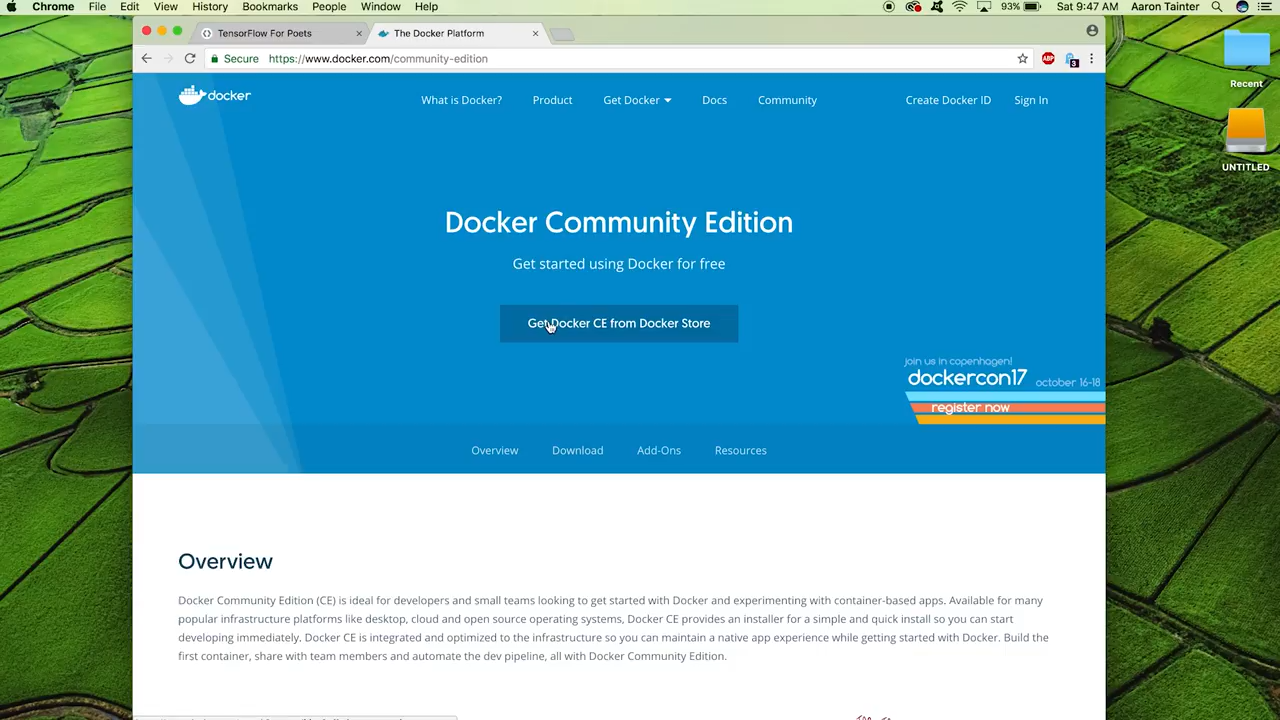 Chrome File Edit View History Bookmarks People Window Help 93% Sat 9:47 AM Aaron Tainter
TensorFlow For Poets
The Docker Platform
Secure https://www.docker.com/community-edition
ABP
3
Recent
UNTITLED
docker
What is Docker? Product Get Docker Docs Community Create Docker ID Sign In
Docker Community Edition
Get started using Docker for free
Get Docker CE from Docker Store
join us in copenhagen!
dockercon17 october 16-18
register now
Overview Download Add-Ons Resources
Overview
Docker Community Edition (CE) is ideal for developers and small teams looking to get started with Docker and experimenting with container-based apps. Available for many
popular infrastructure platforms like desktop, cloud and open source operating systems, Docker CE provides an installer for a simple and quick install so you can start
developing immediately. Docker CE is integrated and optimized to the infrastructure so you can maintain a native app experience while getting started with Docker. Build the
first container, share with team members and automate the dev pipeline, all with Docker Community Edition.